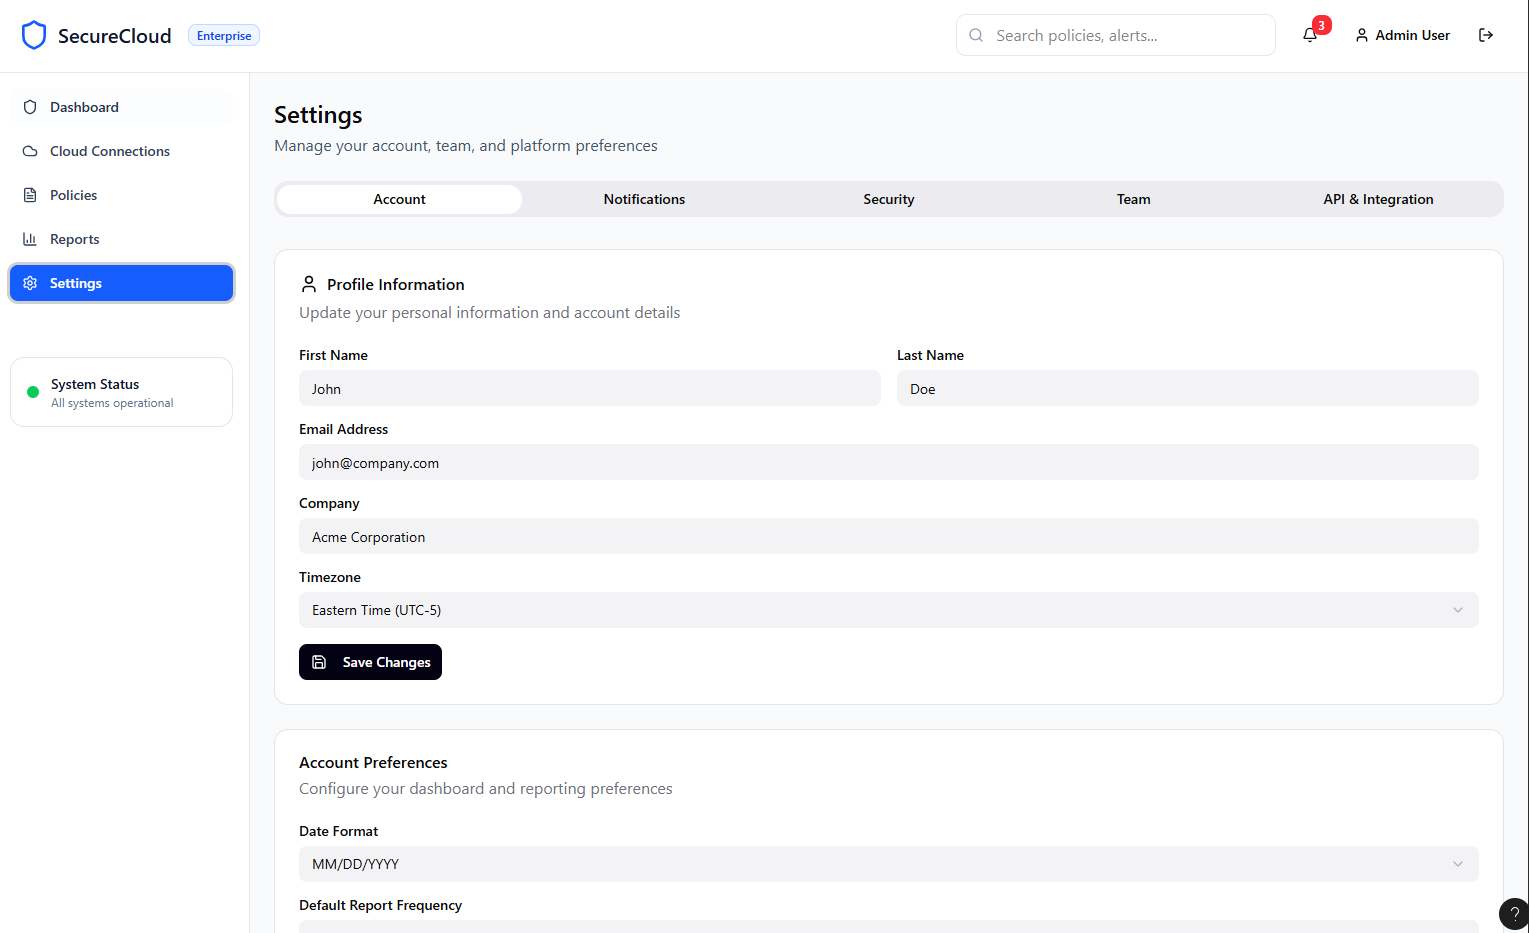 SecureCloud
Enterprise
Search policies, alerts...
3
Admin User
Dashboard
Cloud Connections
Policies
Reports
Settings
System Status
All systems operational
Settings
Manage your account, team, and platform preferences
Account
Notifications
Security
Team
API & Integration
Profile Information
Update your personal information and account details
First Name
Last Name
John
Doe
Email Address
john@company.com
Company
Acme Corporation
Timezone
Eastern Time (UTC-5)
Save Changes
Account Preferences
Configure your dashboard and reporting preferences
Date Format
MM/DD/YYYY
Default Report Frequency
?